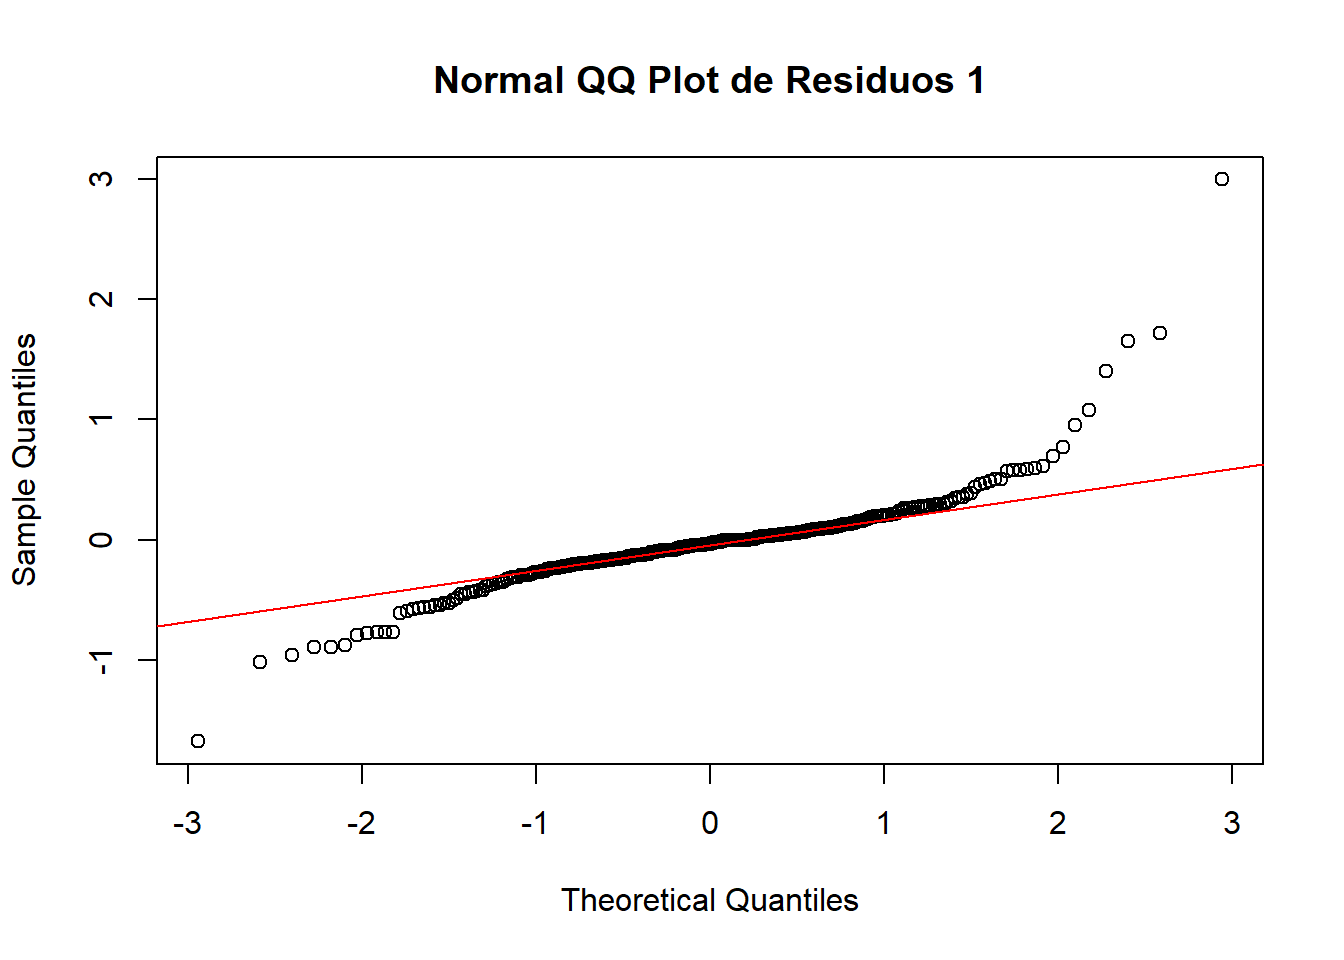 Normal QQ Plot de Residuos 1
3
2
1
0
-1
Sample Quantiles
-3 -2 -1 0 1 2 3
Theoretical Quantiles